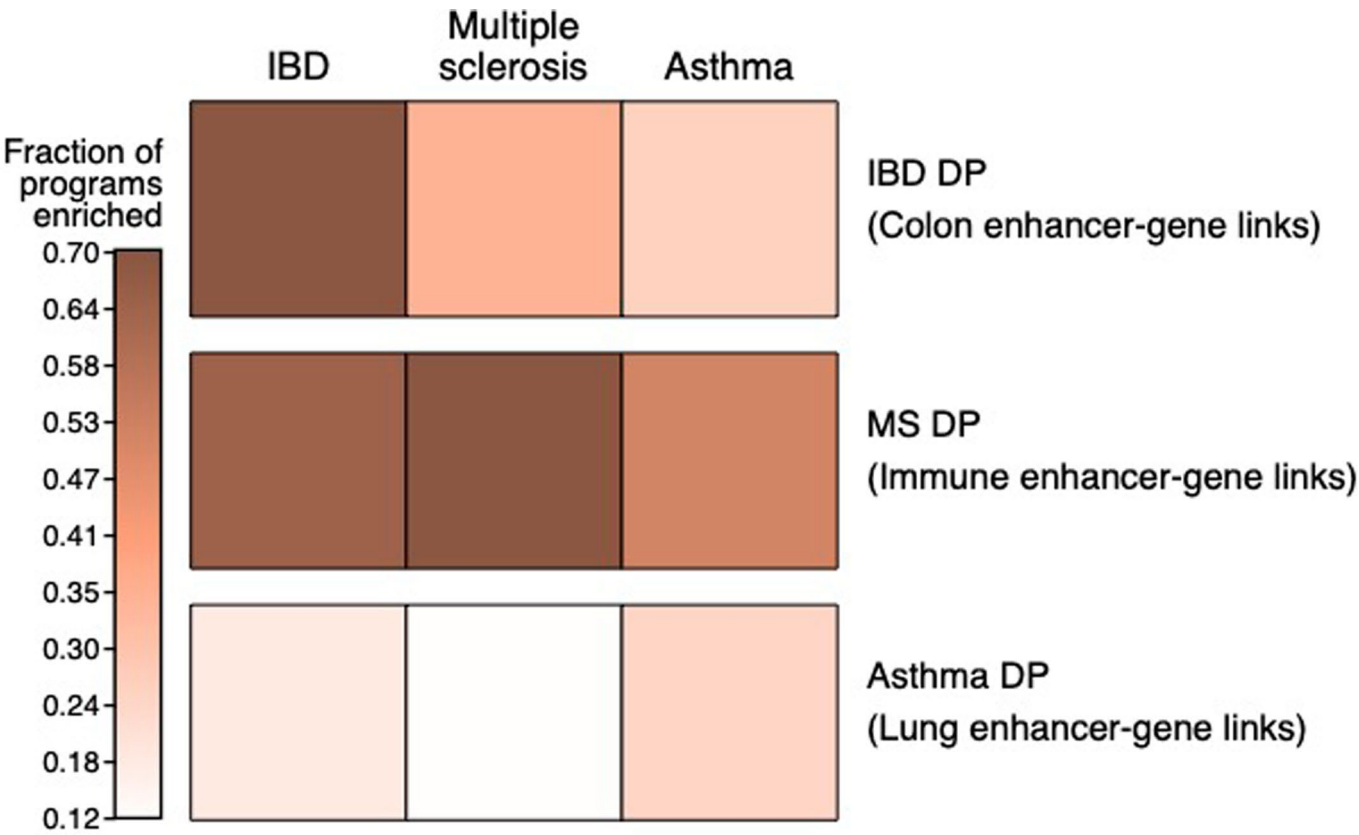 IBD
Multiple
sclerosis
Asthma
Fraction of
programs
enriched
0.70
0.64
0.58
0.53
0.47
0.41
0.35
0.30
0.24
0.18
0.12
IBD DP
(Colon enhancer-gene links)
MS DP
(Immune enhancer-gene links)
Asthma DP
(Lung enhancer-gene links)